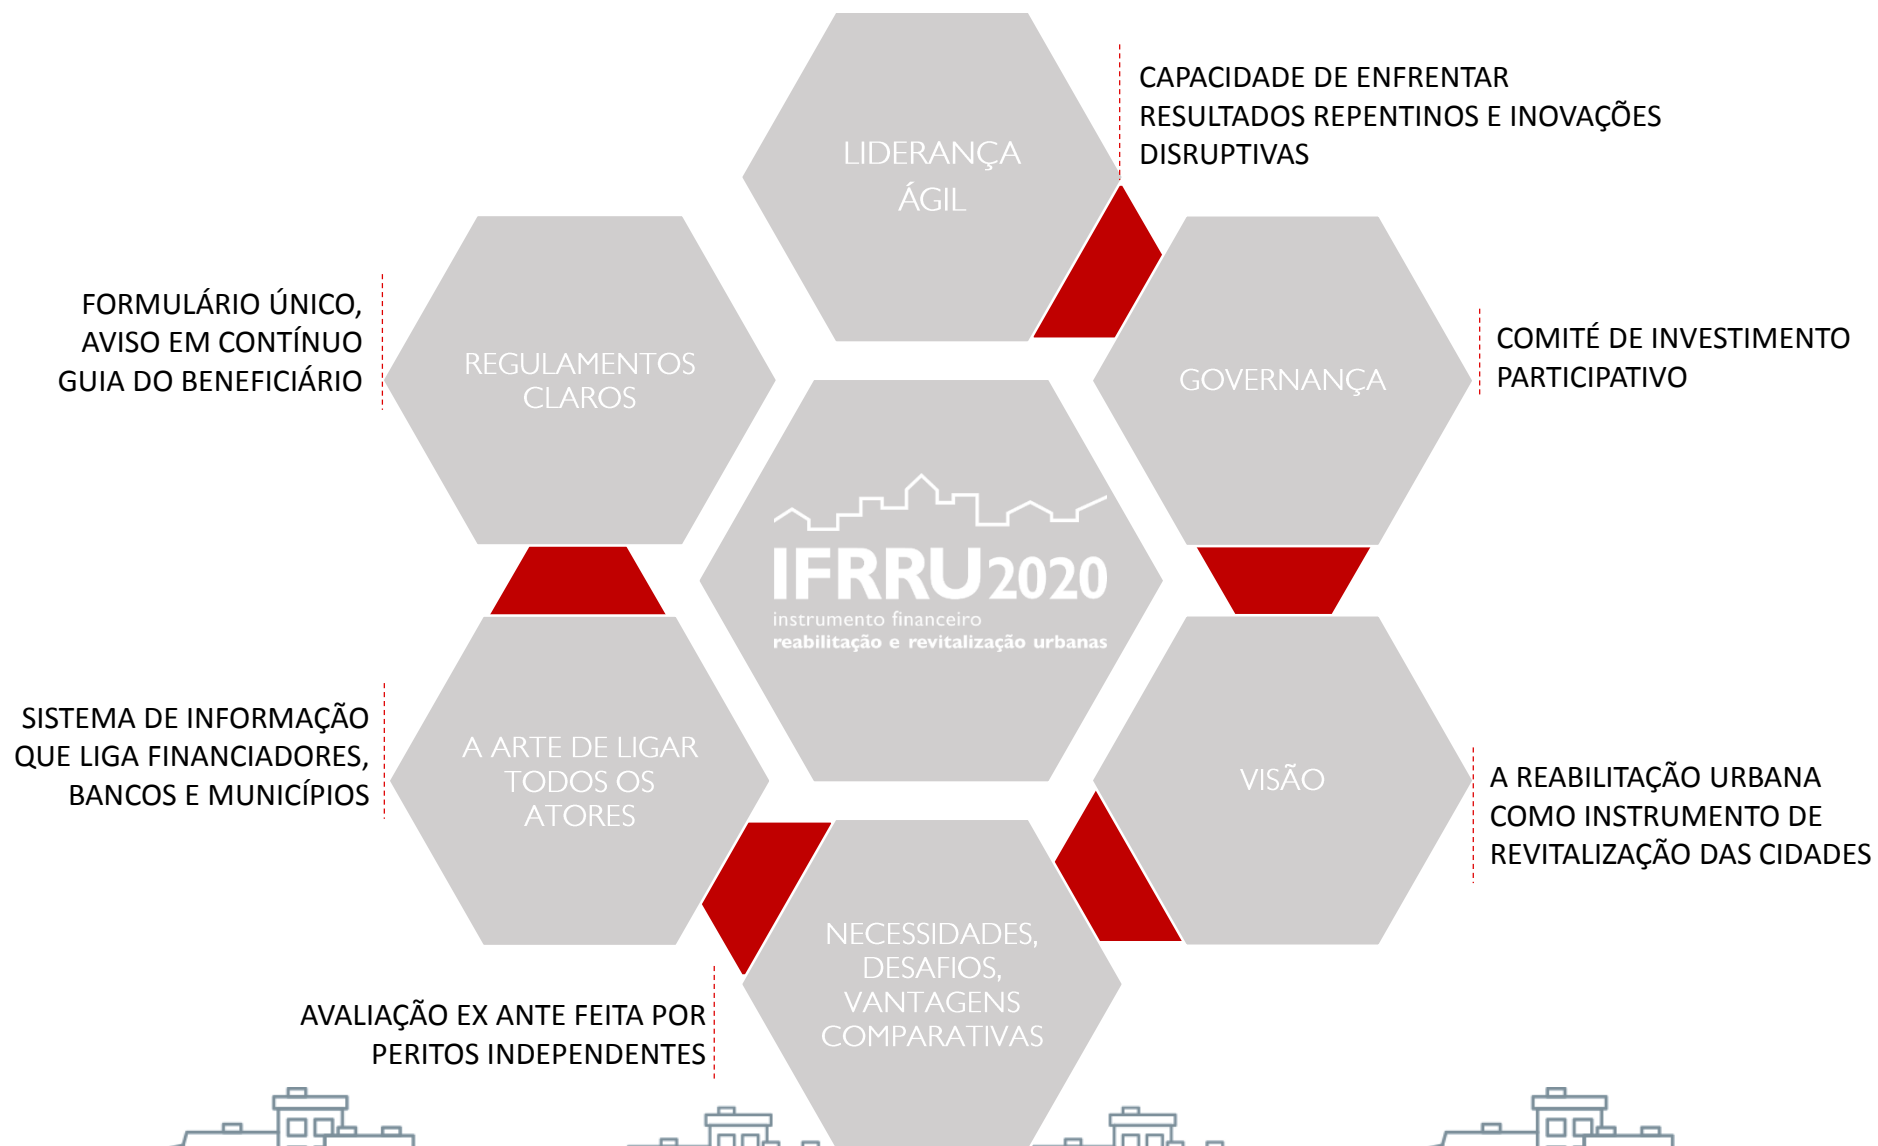 LIDERANÇA
ÁGIL
CAPACIDADE DE ENFRENTAR
RESULTADOS REPENTINOS E INOVAÇÕES
DISRUPTIVAS
GOVERNANÇA
COMITÉ DE INVESTIMENTO
PARTICIPATIVO
VISÃO
A REABILITAÇÃO URBANA
COMO INSTRUMENTO DE
REVITALIZAÇÃO DAS CIDADES
NECESSIDADES,
DESAFIOS,
VANTAGENS
COMPARATIVAS
AVALIAÇÃO EX ANTE FEITA POR
PERITOS INDEPENDENTES
A ARTE DE LIGAR
TODOS OS
ATORES
SISTEMA DE INFORMAÇÃO
QUE LIGA FINANCIADORES,
BANCOS E MUNICÍPIOS
REGULAMENTOS
CLAROS
FORMULÁRIO ÚNICO,
AVISO EM CONTÍNUO
GUIA DO BENEFICIÁRIO
IFRRU2020
instrumento financeiro
reabilitação e revitalização urbanas